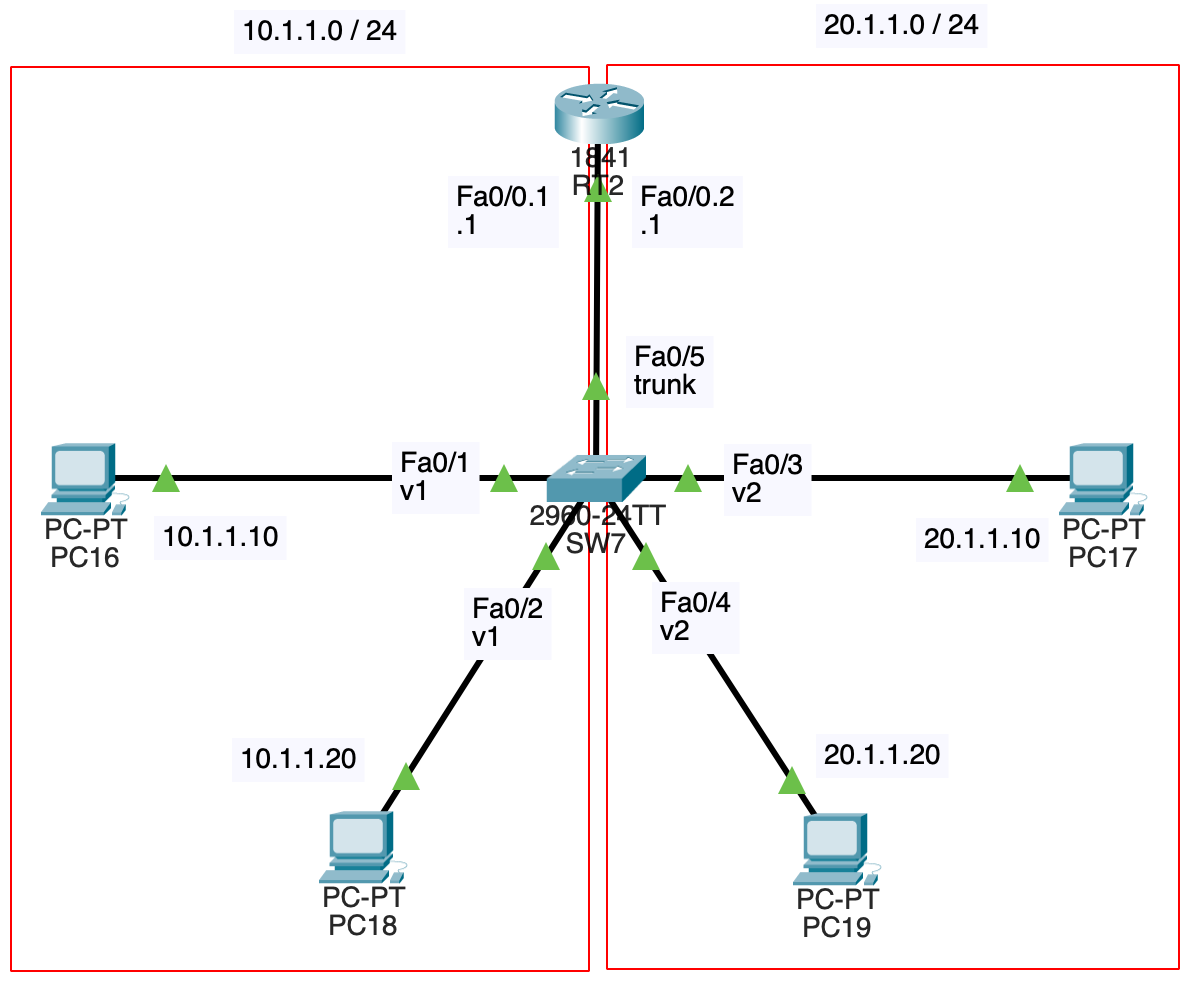 10.1.1.0 / 24
20.1.1.0 / 24
1841
RT2
Fa0/0.1
.1
Fa0/0.2
.1
Fa0/5
trunk
Fa0/1
v1
Fa0/3
v2
PC-PT
PC16
10.1.1.10
2960-24TT
SW7
20.1.1.10
PC-PT
PC17
Fa0/2
v1
Fa0/4
v2
10.1.1.20
20.1.1.20
PC-PT
PC18
PC-PT
PC19